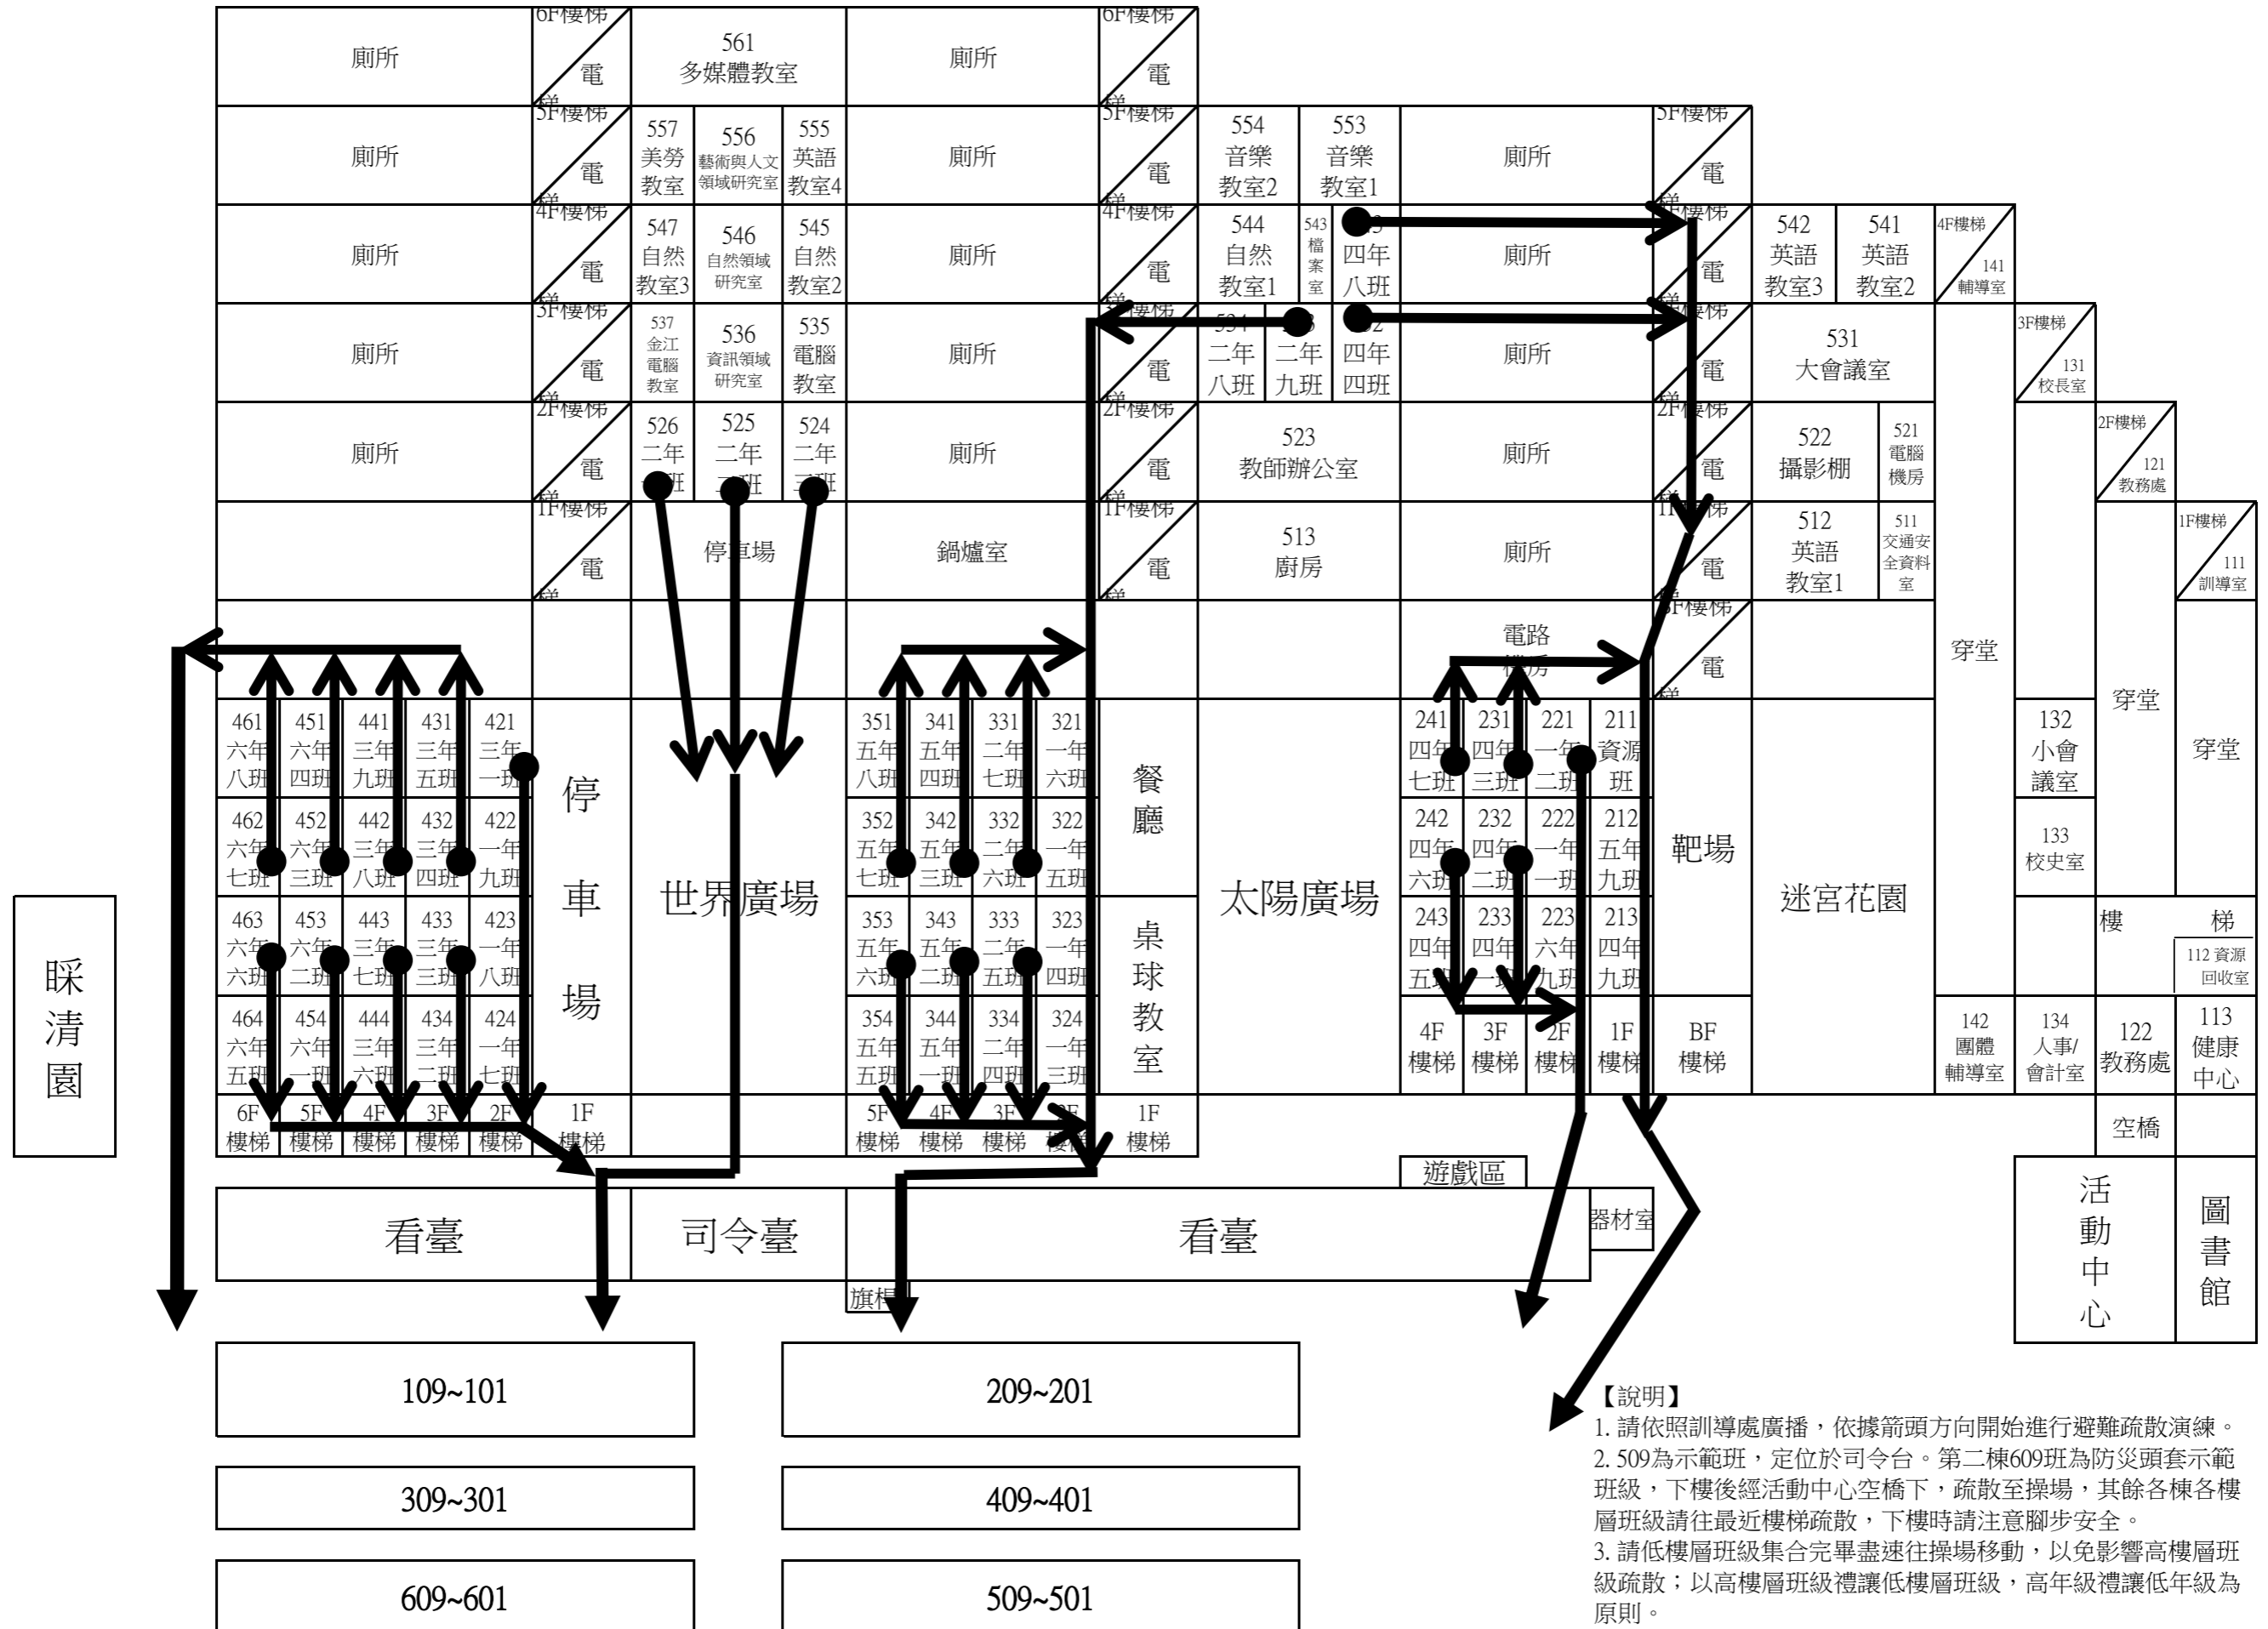 廁所
6F樓梯
電梯
561
多媒體教室
廁所
6F樓梯
電梯
廁所
5F樓梯
電梯
557
美勞
教室
556
藝術與人文
領域研究室
555
英語
教室4
廁所
5F樓梯
電梯
554
音樂
教室2
553
音樂
教室1
廁所
5F樓梯
電梯
廁所
4F樓梯
電梯
547
自然
教室3
546
自然領域
研究室
545
自然
教室2
廁所
4F樓梯
電梯
544
自然
教室1
543
檔
案
室
四年
八班
廁所
樓梯
電梯
542
英語
教室3
541
英語
教室2
4F樓梯
141
輔導室
廁所
3F樓梯
電梯
537
金江
電腦
教室
536
資訊領域
研究室
535
電腦
教室
廁所
樓梯
電梯
二年
八班
二年
九班
四年
四班
廁所
樓梯
電梯
531
大會議室
3F樓梯
131
校長室
廁所
2F樓梯
電梯
526
二年
班
525
二年
班
524
二年
三班
廁所
2F樓梯
電梯
523
教師辦公室
廁所
2F樓梯
電梯
522
攝影棚
521
電腦
機房
2F樓梯
121
教務處
1F樓梯
電梯
停車場
鍋爐室
1F樓梯
電梯
513
廚房
廁所
1F樓梯
電梯
512
英語
教室1
511
交通安
全資料
室
1F樓梯
111
訓導室
電路
機房
樓梯
電梯
穿堂
穿堂
穿堂
461
六年
八班
451
六年
四班
441
三年
九班
431
三年
五班
421
三年
一班
停
車
場
世界廣場
351
五年
八班
341
五年
四班
331
二年
七班
321
一年
六班
餐
廳
太陽廣場
241
四年
七班
231
四年
三班
221
一年
二班
211
資源
班
靶場
迷宮花園
132
小會
議室
462
六年
七班
452
六年
三班
442
三年
八班
432
三年
四班
422
一年
九班
352
五年
七班
342
五年
三班
332
二年
六班
322
一年
五班
242
四年
六班
232
四年
二班
222
一年
一班
212
五年
九班
133
校史室
463
六年
六班
453
六年
二班
443
三年
七班
433
三年
三班
423
一年
八班
353
五年
六班
343
五年
二班
333
二年
五班
323
一年
四班
桌
球
教
室
243
四年
五班
233
四年
一班
223
六年
九班
213
四年
九班
樓 梯
112 資源
回收室
464
六年
五班
454
六年
一班
444
三年
六班
434
三年
二班
424
一年
七班
354
五年
五班
344
五年
一班
334
二年
四班
324
一年
三班
4F
樓梯
3F
樓梯
2F
樓梯
1F
樓梯
BF
樓梯
142
團體
輔導室
134
人事/
會計室
122
教務處
113
健康
中心
6F
樓梯
5F
樓梯
4F
樓梯
3F
樓梯
2F
樓梯
1F
樓梯
5F
樓梯
4F
樓梯
3F
樓梯
2F
樓梯
1F
樓梯
空橋
睬
清
園
遊戲區
看臺
司令臺
看臺
器材室
旗桿
活
動
中
心
圖
書
館
109~101
209~201
309~301
409~401
609~601
509~501
【說明】
1. 請依照訓導處廣播，依據箭頭方向開始進行避難疏散演練。
2. 509為示範班，定位於司令台。第二棟609班為防災頭套示範
班級，下樓後經活動中心空橋下，疏散至操場，其餘各棟各樓
層班級請往最近樓梯疏散，下樓時請注意腳步安全。
3. 請低樓層班級集合完畢盡速往操場移動，以免影響高樓層班
級疏散；以高樓層班級禮讓低樓層班級，高年級禮讓低年級為
原則。